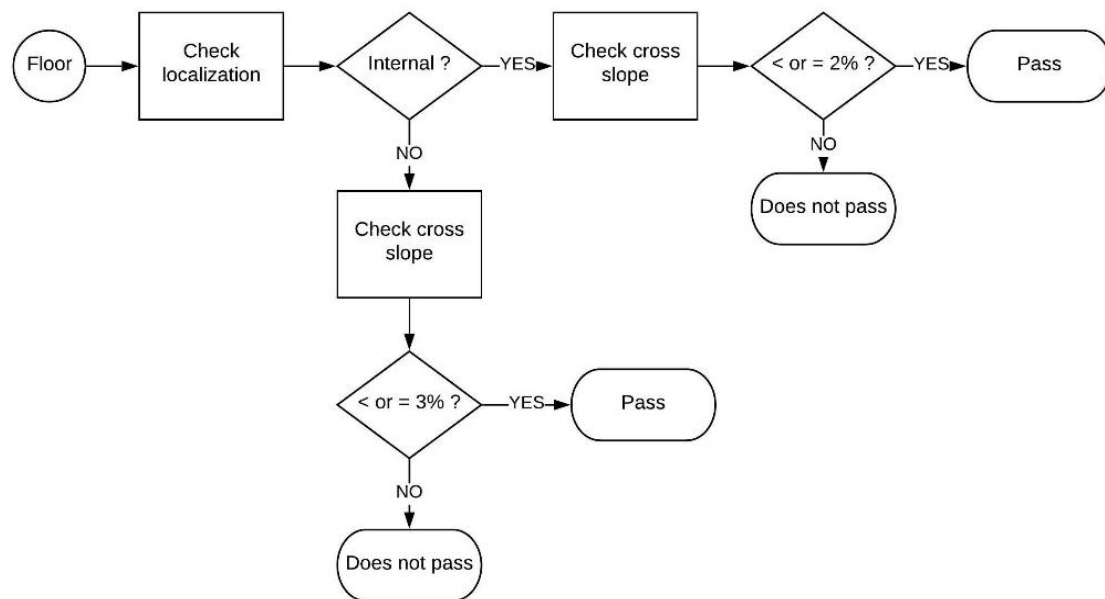 Floor
Check
localization
Internal ?
YES
Check cross
slope
< or = 2% ?
YES
Pass
NO
Does not pass
NO
Check cross
slope
< or = 3% ?
YES
Pass
NO
Does not pass